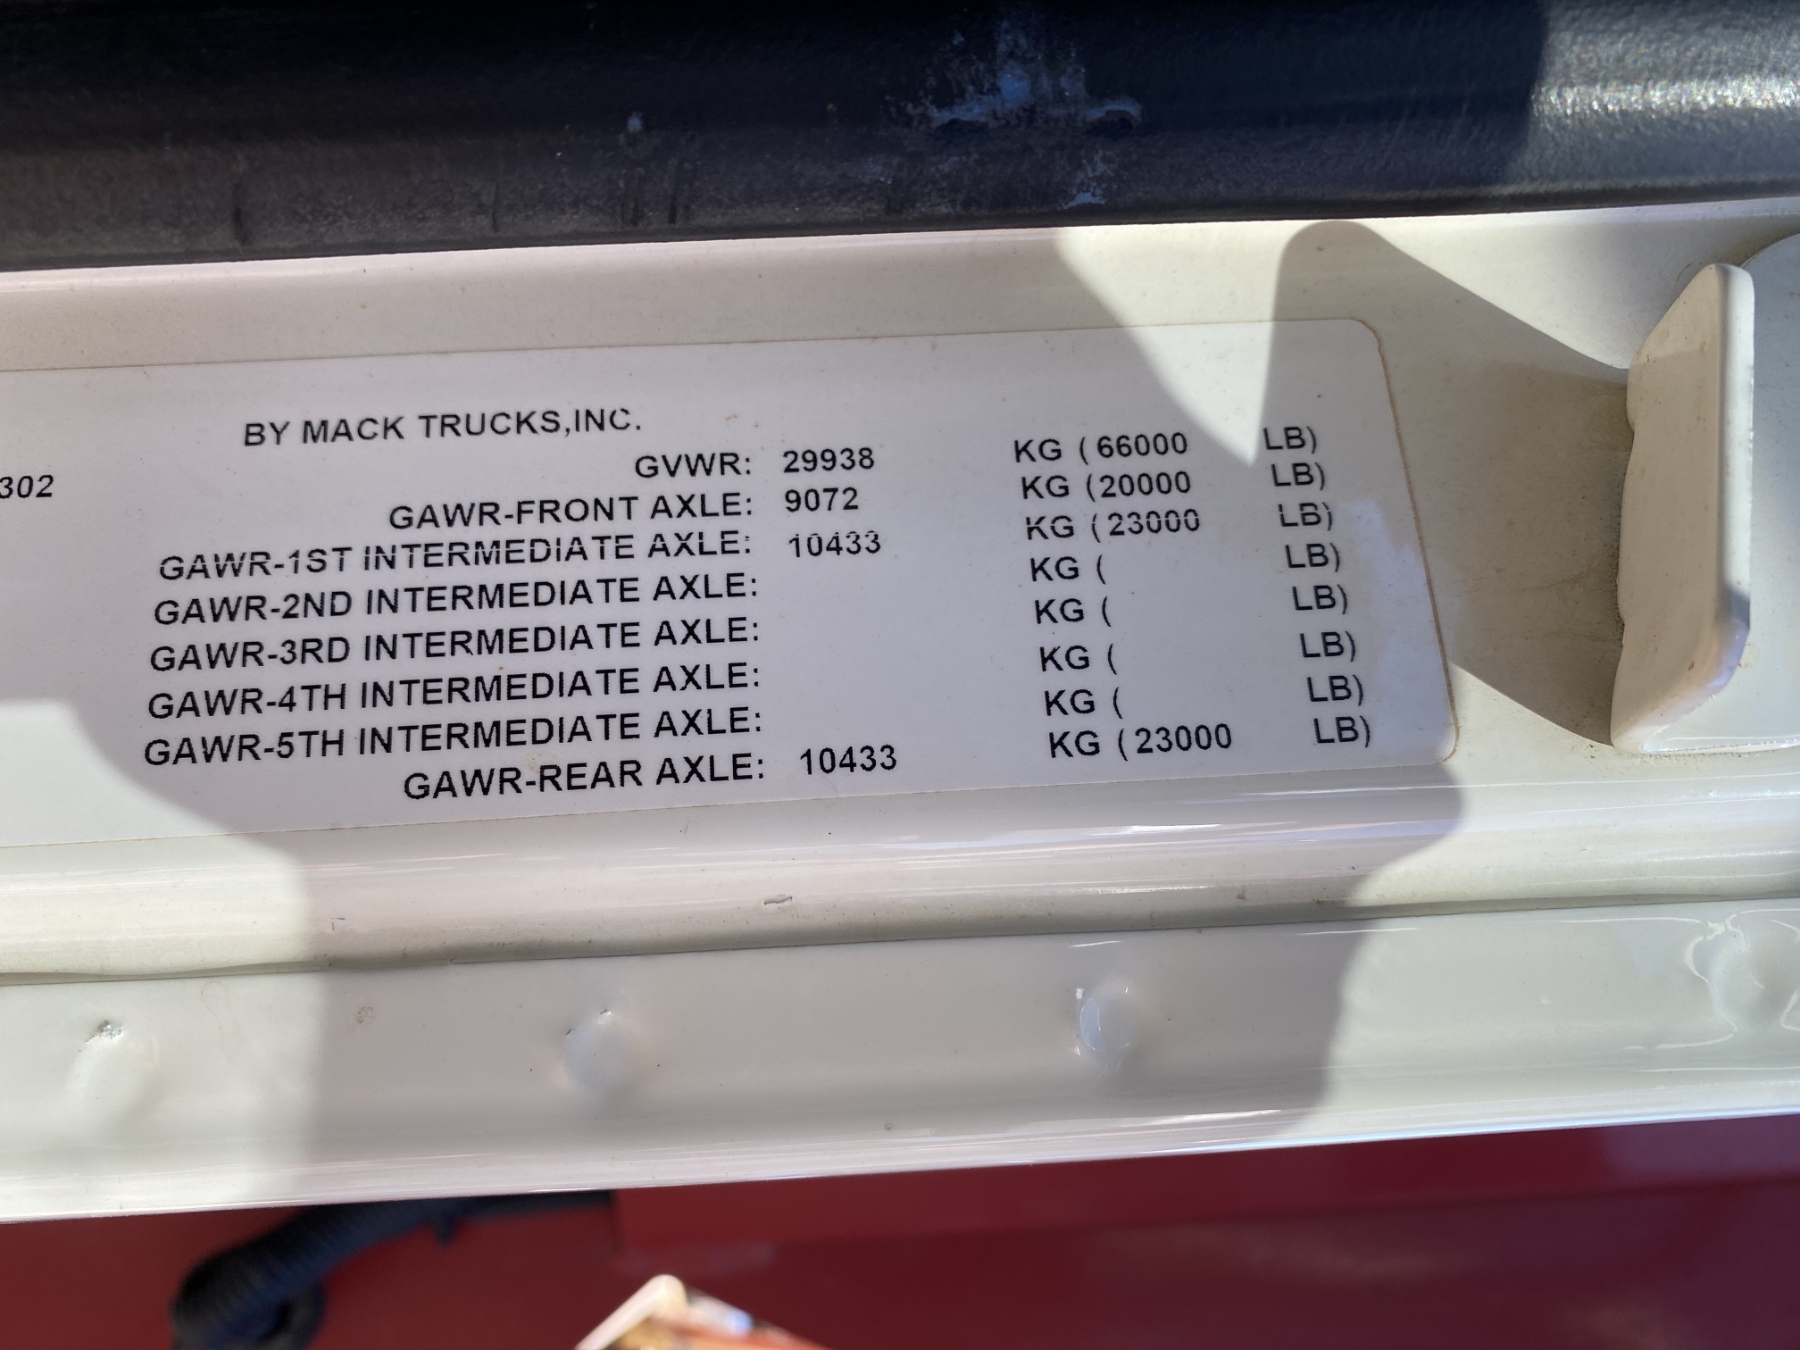 BY MACK TRUCKS,INC.
302
GVWR: 29938 KG (66000 LB)
GAWR-FRONT AXLE: 9072 KG (20000 LB)
GAWR-1ST INTERMEDIATE AXLE: 10433 KG (23000 LB)
GAWR-2ND INTERMEDIATE AXLE: KG ( LB)
GAWR-3RD INTERMEDIATE AXLE: KG ( LB)
GAWR-4TH INTERMEDIATE AXLE: KG ( LB)
GAWR-5TH INTERMEDIATE AXLE: KG ( LB)
GAWR-REAR AXLE: 10433 KG (23000 LB)